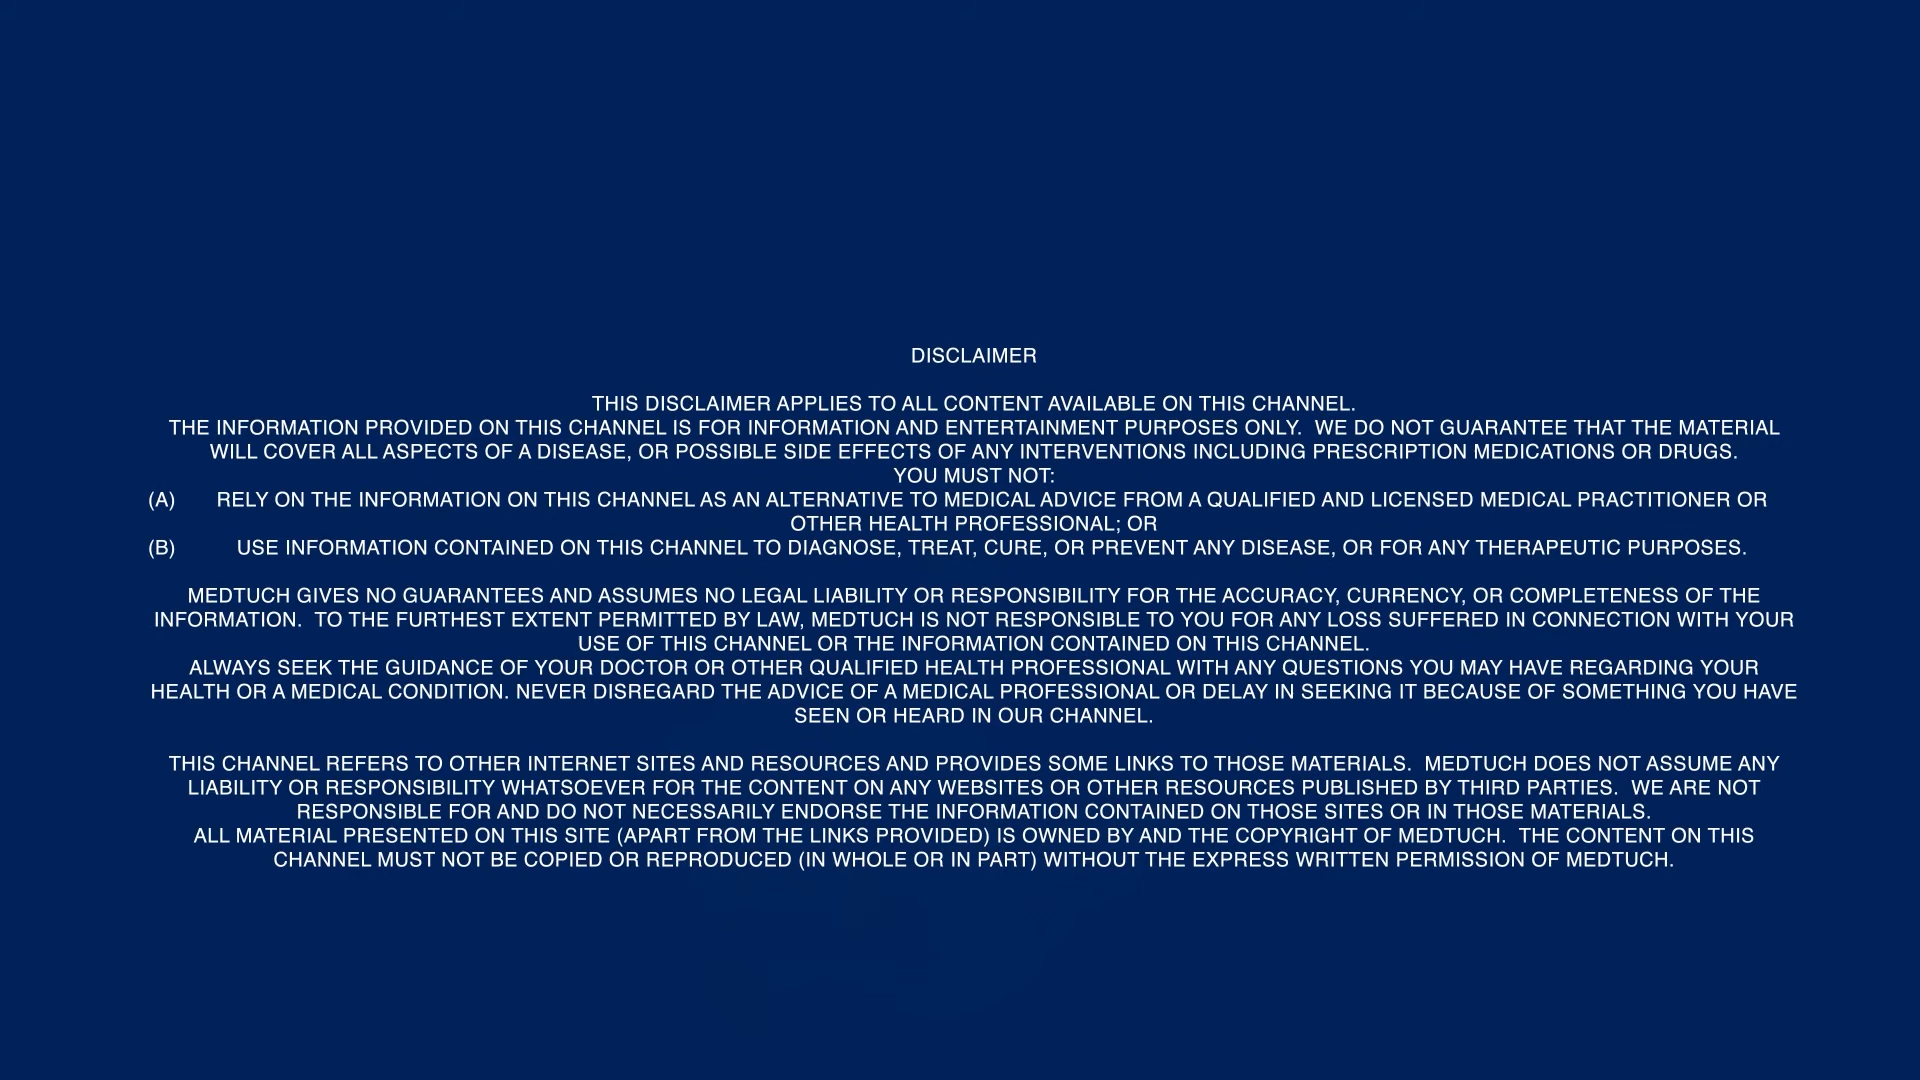 DISCLAIMER
THIS DISCLAIMER APPLIES TO ALL CONTENT AVAILABLE ON THIS CHANNEL.
THE INFORMATION PROVIDED ON THIS CHANNEL IS FOR INFORMATION AND ENTERTAINMENT PURPOSES ONLY.  WE DO NOT GUARANTEE THAT THE MATERIAL
WILL COVER ALL ASPECTS OF A DISEASE, OR POSSIBLE SIDE EFFECTS OF ANY INTERVENTIONS INCLUDING PRESCRIPTION MEDICATIONS OR DRUGS.
YOU MUST NOT:
(A) RELY ON THE INFORMATION ON THIS CHANNEL AS AN ALTERNATIVE TO MEDICAL ADVICE FROM A QUALIFIED AND LICENSED MEDICAL PRACTITIONER OR
OTHER HEALTH PROFESSIONAL; OR
(B) USE INFORMATION CONTAINED ON THIS CHANNEL TO DIAGNOSE, TREAT, CURE, OR PREVENT ANY DISEASE, OR FOR ANY THERAPEUTIC PURPOSES.
MEDTUCH GIVES NO GUARANTEES AND ASSUMES NO LEGAL LIABILITY OR RESPONSIBILITY FOR THE ACCURACY, CURRENCY, OR COMPLETENESS OF THE
INFORMATION.  TO THE FURTHEST EXTENT PERMITTED BY LAW, MEDTUCH IS NOT RESPONSIBLE TO YOU FOR ANY LOSS SUFFERED IN CONNECTION WITH YOUR
USE OF THIS CHANNEL OR THE INFORMATION CONTAINED ON THIS CHANNEL.
ALWAYS SEEK THE GUIDANCE OF YOUR DOCTOR OR OTHER QUALIFIED HEALTH PROFESSIONAL WITH ANY QUESTIONS YOU MAY HAVE REGARDING YOUR
HEALTH OR A MEDICAL CONDITION. NEVER DISREGARD THE ADVICE OF A MEDICAL PROFESSIONAL OR DELAY IN SEEKING IT BECAUSE OF SOMETHING YOU HAVE
SEEN OR HEARD IN OUR CHANNEL.
THIS CHANNEL REFERS TO OTHER INTERNET SITES AND RESOURCES AND PROVIDES SOME LINKS TO THOSE MATERIALS.  MEDTUCH DOES NOT ASSUME ANY
LIABILITY OR RESPONSIBILITY WHATSOEVER FOR THE CONTENT ON ANY WEBSITES OR OTHER RESOURCES PUBLISHED BY THIRD PARTIES.  WE ARE NOT
RESPONSIBLE FOR AND DO NOT NECESSARILY ENDORSE THE INFORMATION CONTAINED ON THOSE SITES OR IN THOSE MATERIALS.
ALL MATERIAL PRESENTED ON THIS SITE (APART FROM THE LINKS PROVIDED) IS OWNED BY AND THE COPYRIGHT OF MEDTUCH.  THE CONTENT ON THIS
CHANNEL MUST NOT BE COPIED OR REPRODUCED (IN WHOLE OR IN PART) WITHOUT THE EXPRESS WRITTEN PERMISSION OF MEDTUCH.